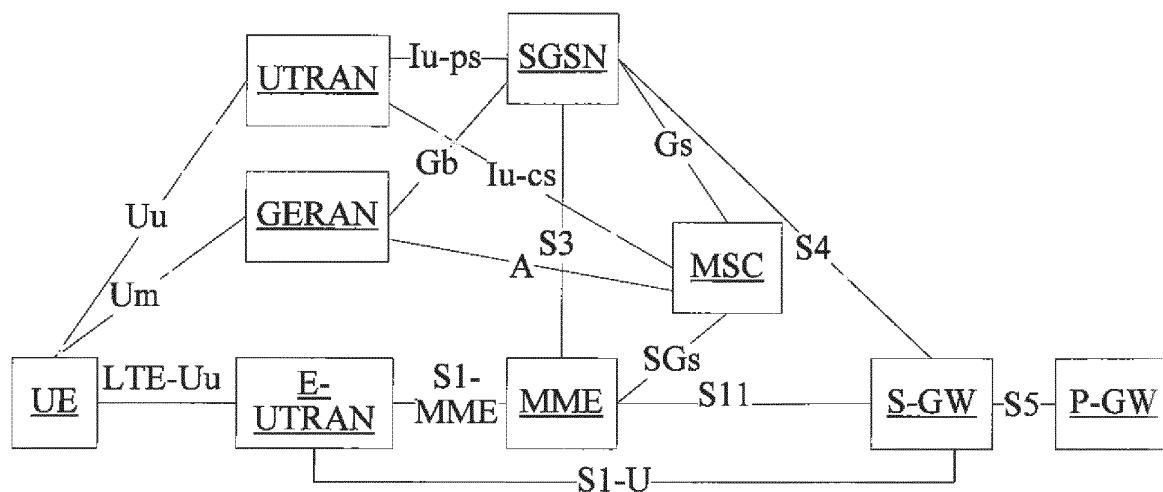 UTRAN
Iu-ps
SGSN
Gs
Gb
Iu-cs
GERAN
Uu
Um
S3
A
MSC
S4
SGs
UE
LTE-Uu
E-
UTRAN
S1-
MME
MME
S11
S-GW
S5
P-GW
S1-U